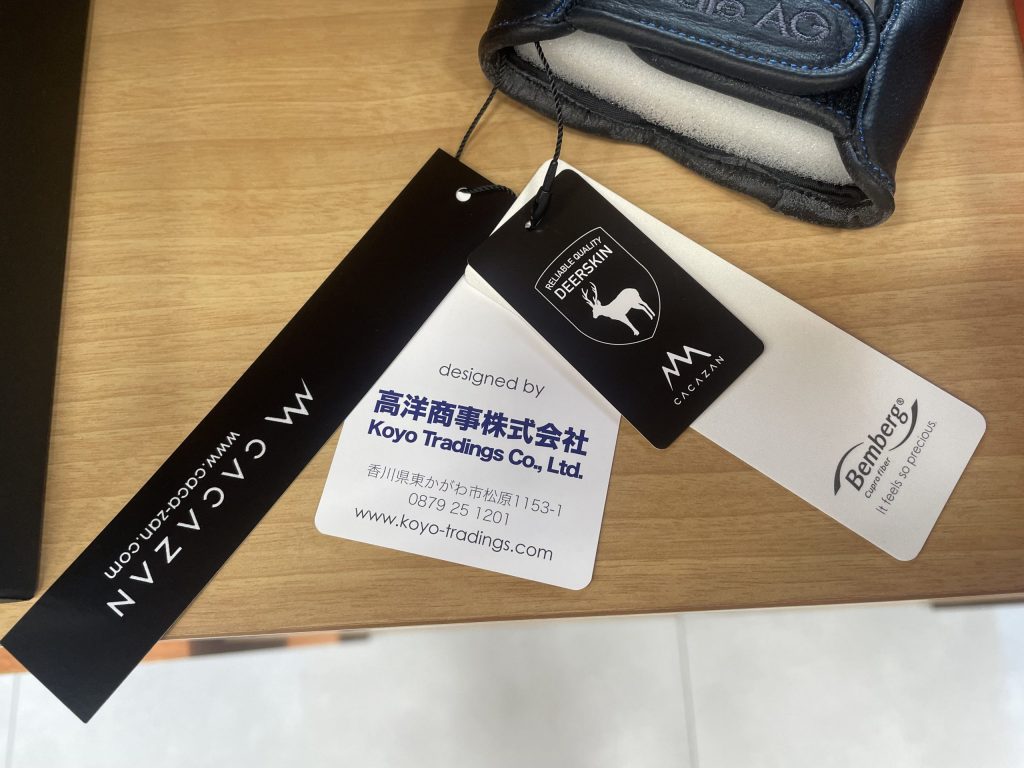 AG
RELIABLE QUALITY
DEERSKIN
CACAZAN
designed by
高洋商事株式会社
Koyo Tradings Co., Ltd.
香川県東かがわ市松原1153-1
0879 25 1201
www.koyo-tradings.com
CACAZAN
www.caca-zan.com
Bemberg®
Cupro fiber
It feels so precious.